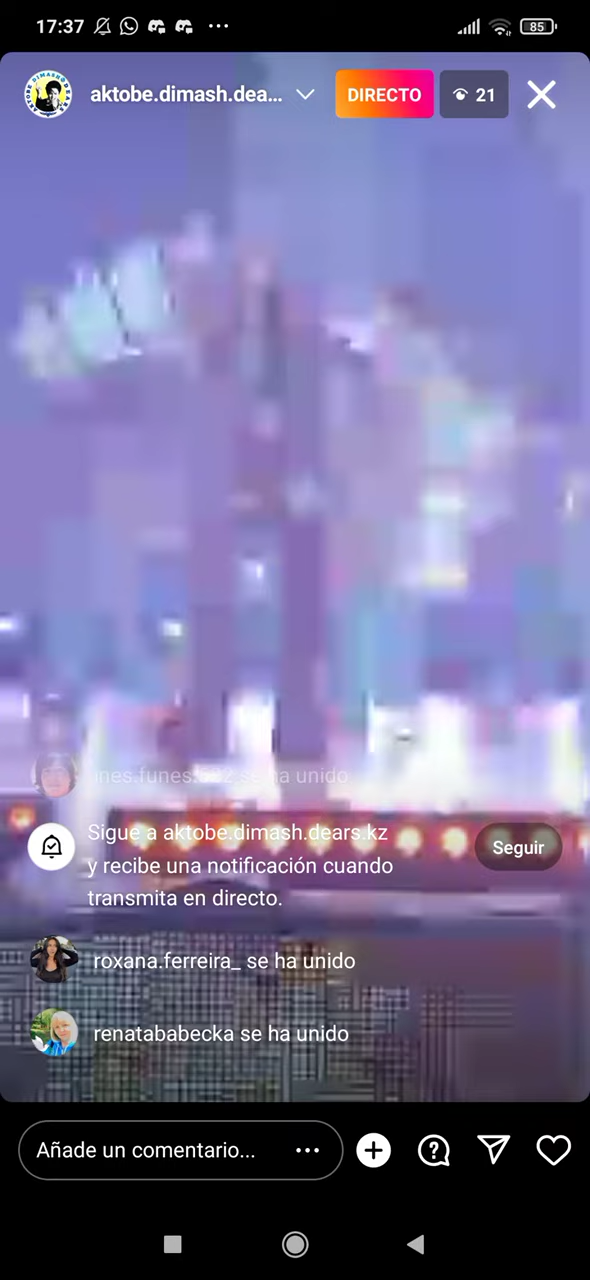 17:37
85
aktobe.dimash.dea...
DIRECTO
21
se ha unido
Sigue a aktobe.dimash.dears.kz
y recibe una notificación cuando
transmita en directo.
Seguir
roxana.ferreira_ se ha unido
renatababecka se ha unido
Añade un comentario...